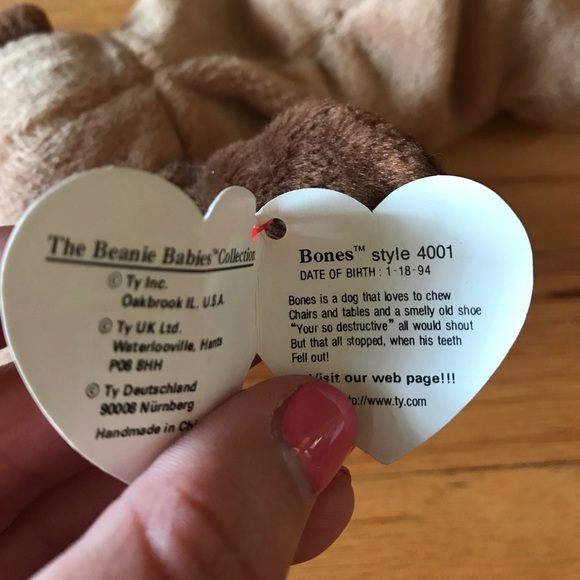 The Beanie Babies™ Collection
© Ty Inc.
Oakbrook IL. U.S.A
© Ty UK Ltd.
Waterlooville, Hants
P08 8HH
© Ty Deutschland
90008 Nürnberg
Handmade in
Bones™ style 4001
DATE OF BIRTH : 1-18-94
Bones is a dog that loves to chew
Chairs and tables and a smelly old shoe
“Your so destructive” all would shout
But that all stopped, when his teeth
Fell out!
Visit our web page!!!
http://www.ty.com